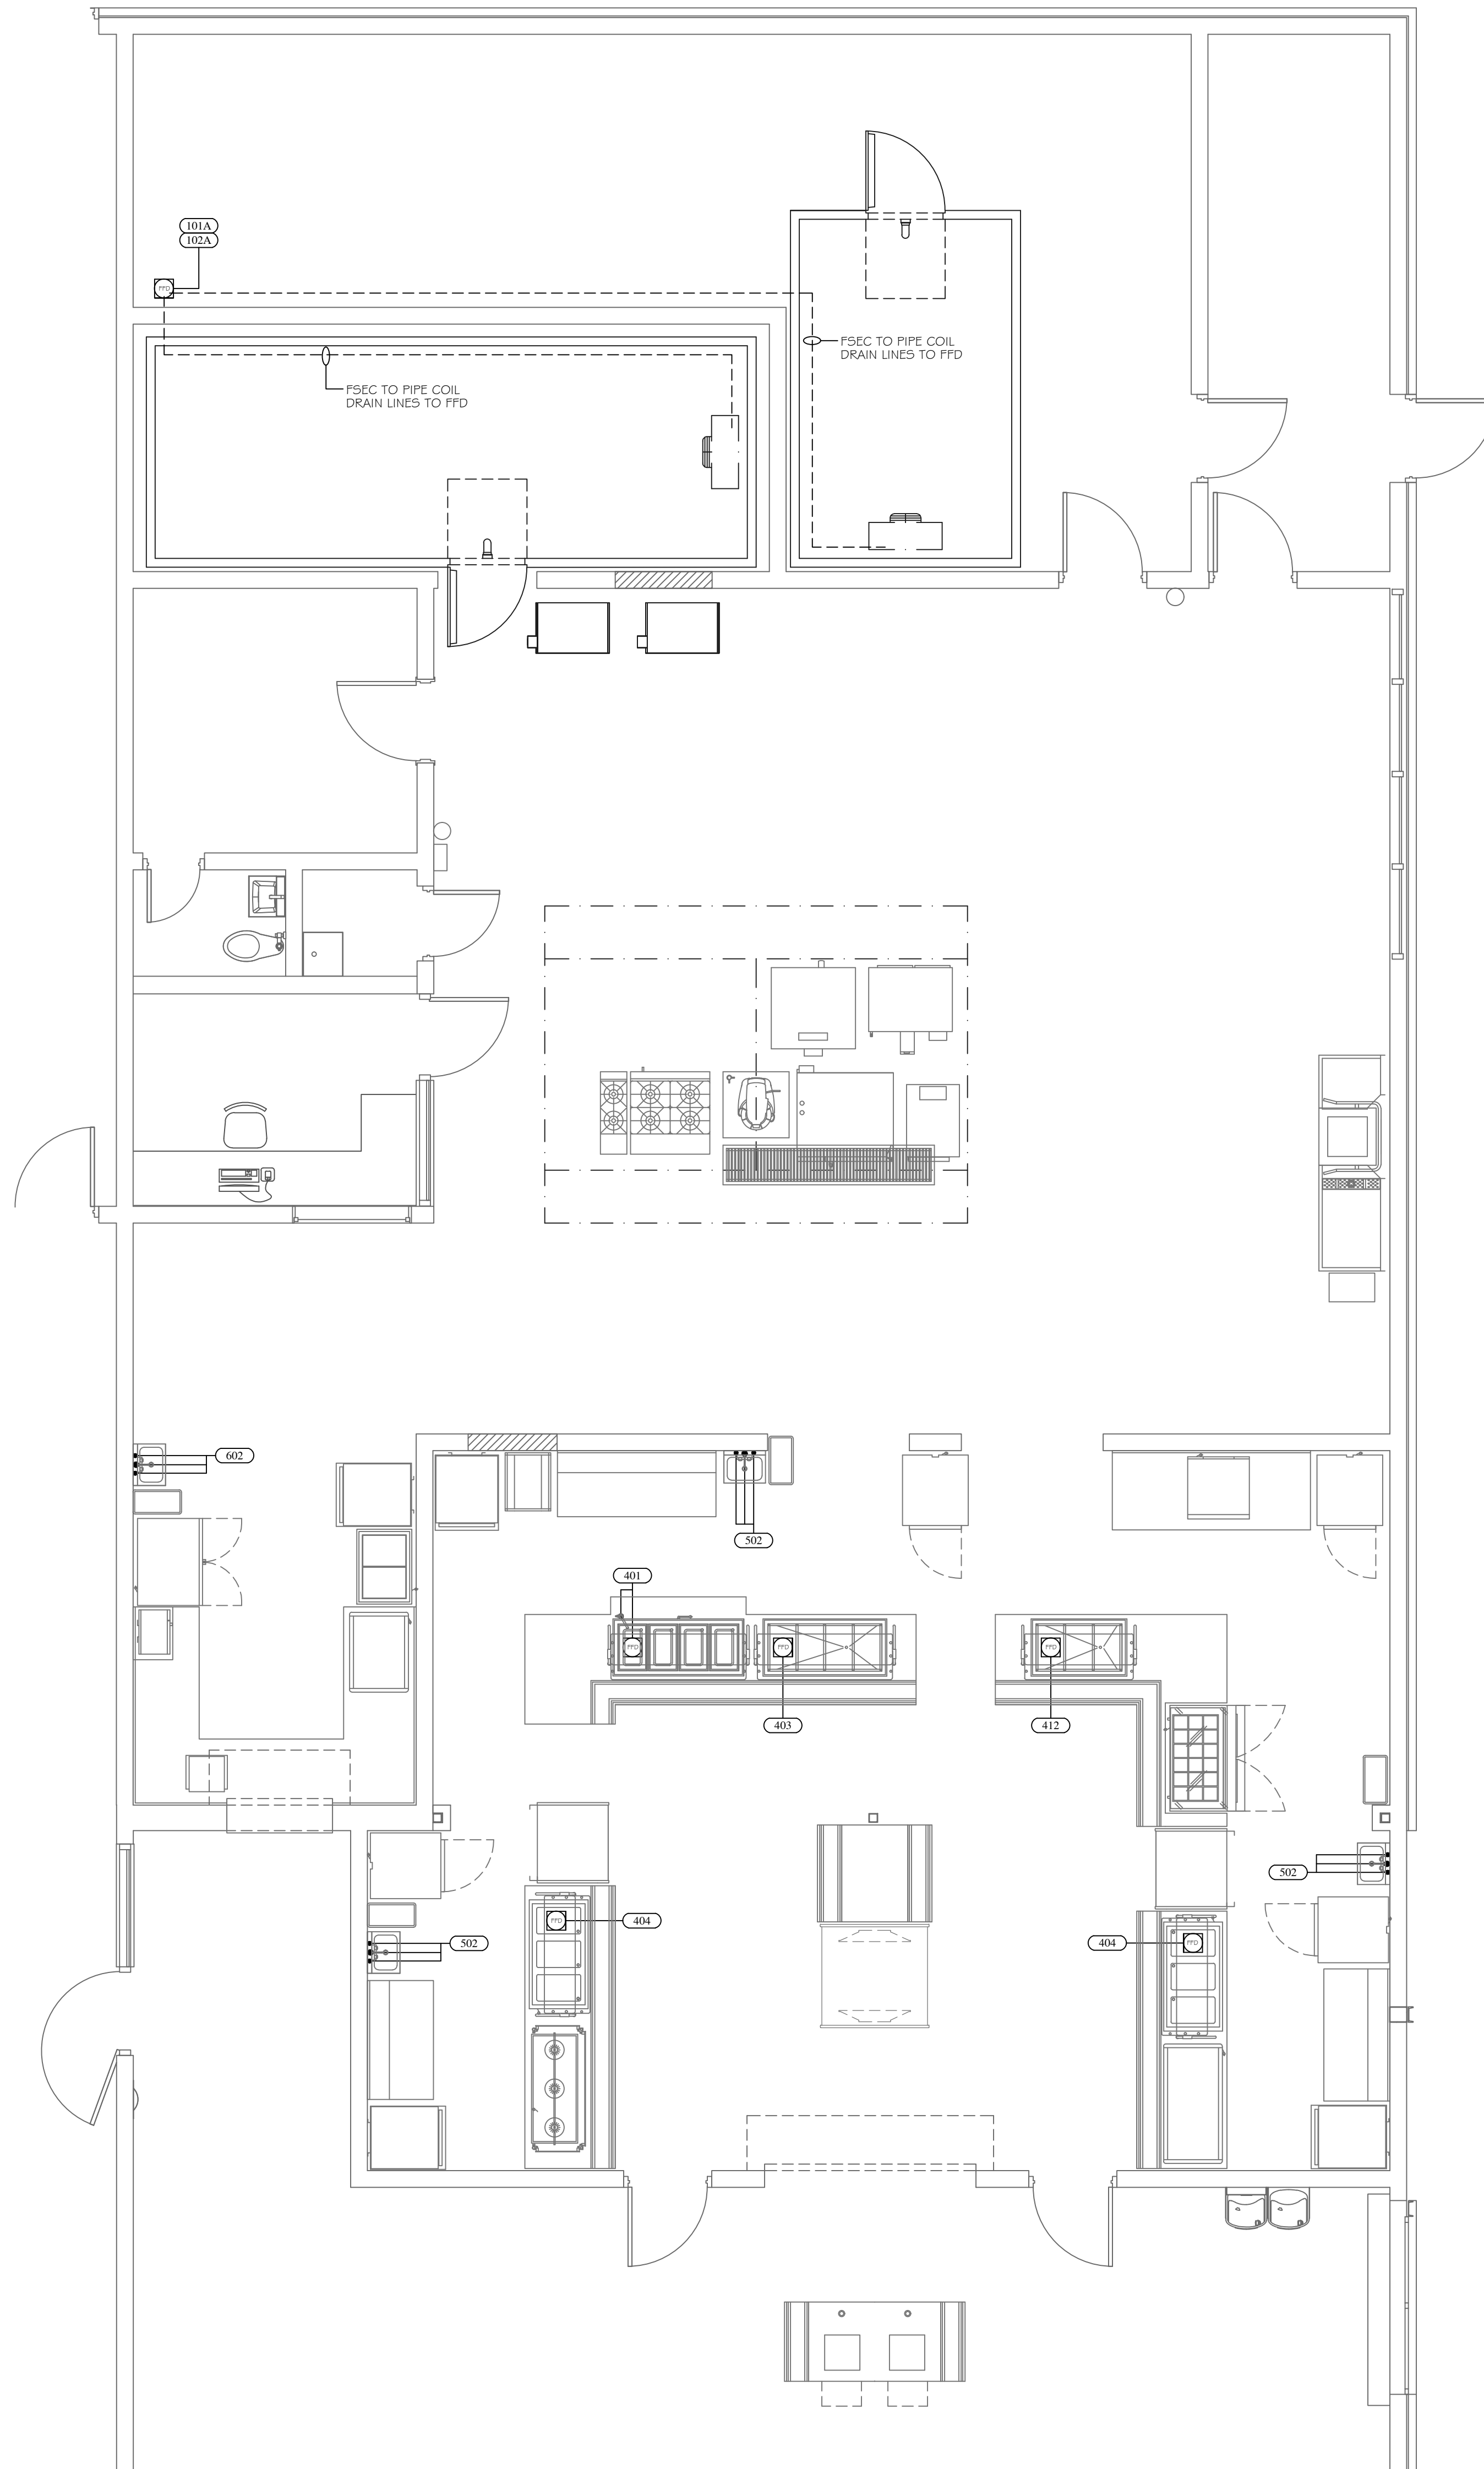 101A
102A
FFD
FSEC TO PIPE COIL
DRAIN LINES TO FFD
FSEC TO PIPE COIL
DRAIN LINES TO FFD
602
502
401
FFD
FFD
FFD
403
412
502
FFD
404
404
FFD
502